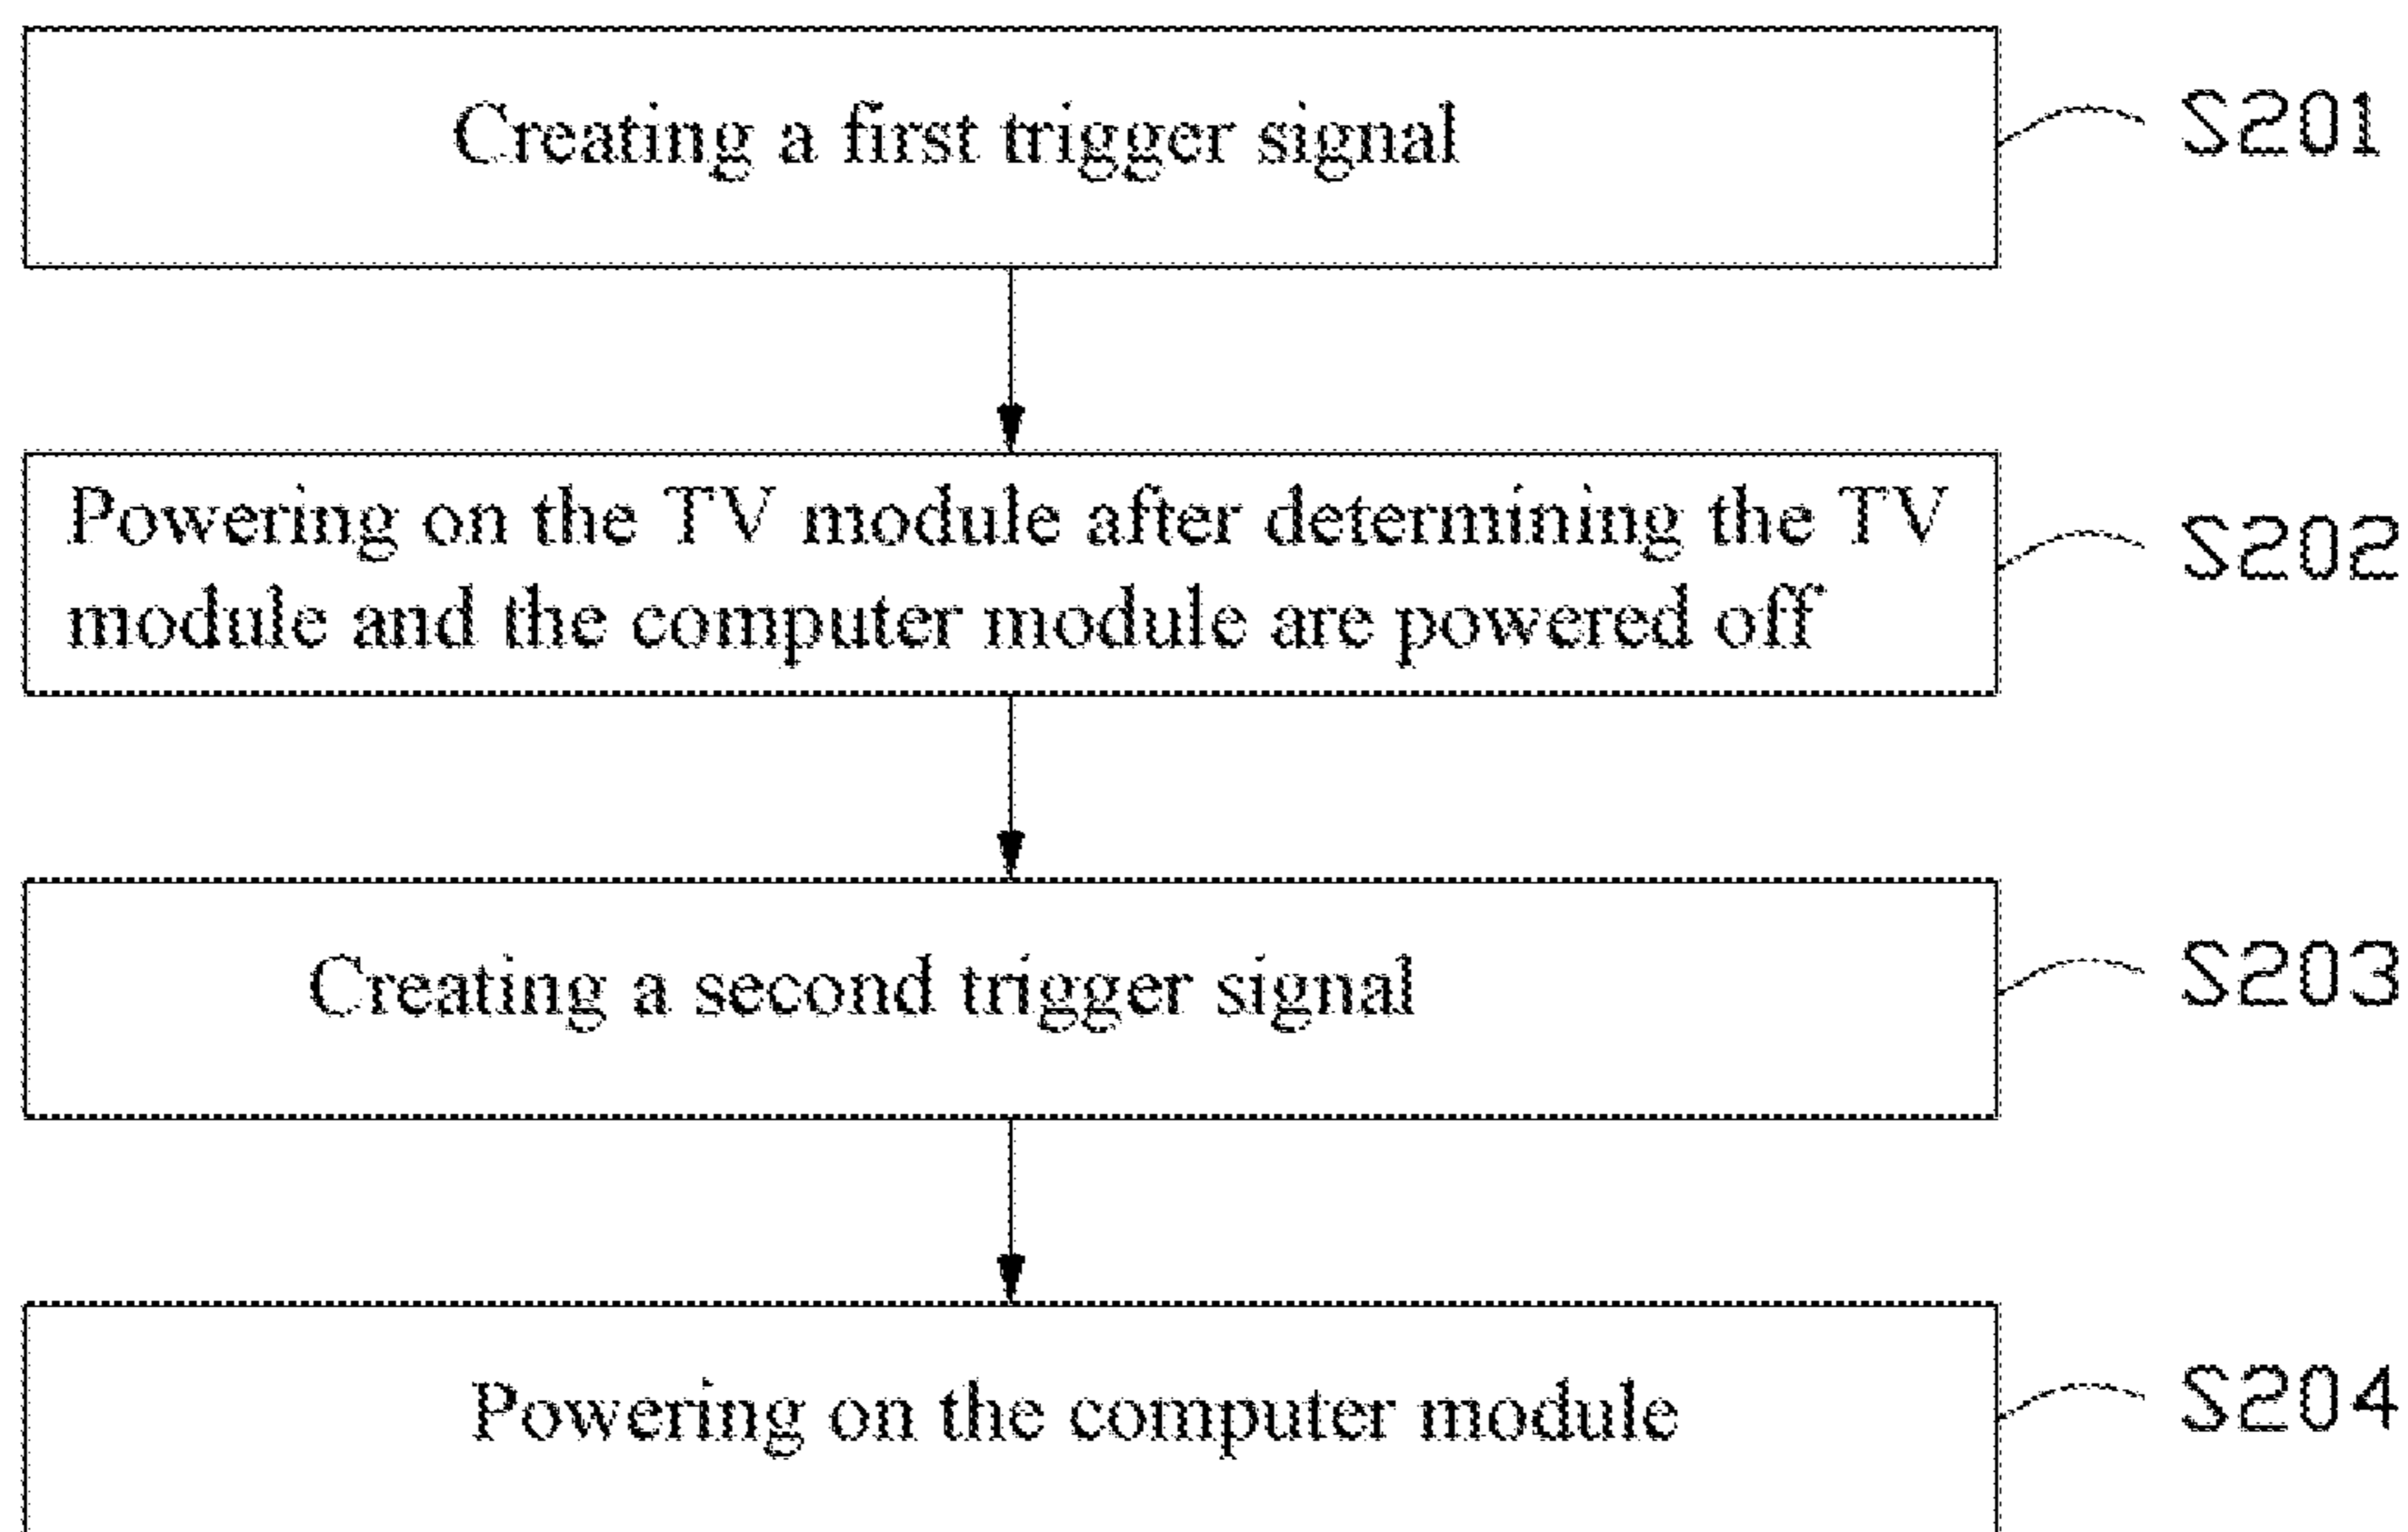 Creating a first trigger signal
S201
Powering on the TV module after determining the TV
module and the computer module are powered off
S202
Creating a second trigger signal
S203
Powering on the computer module
S204